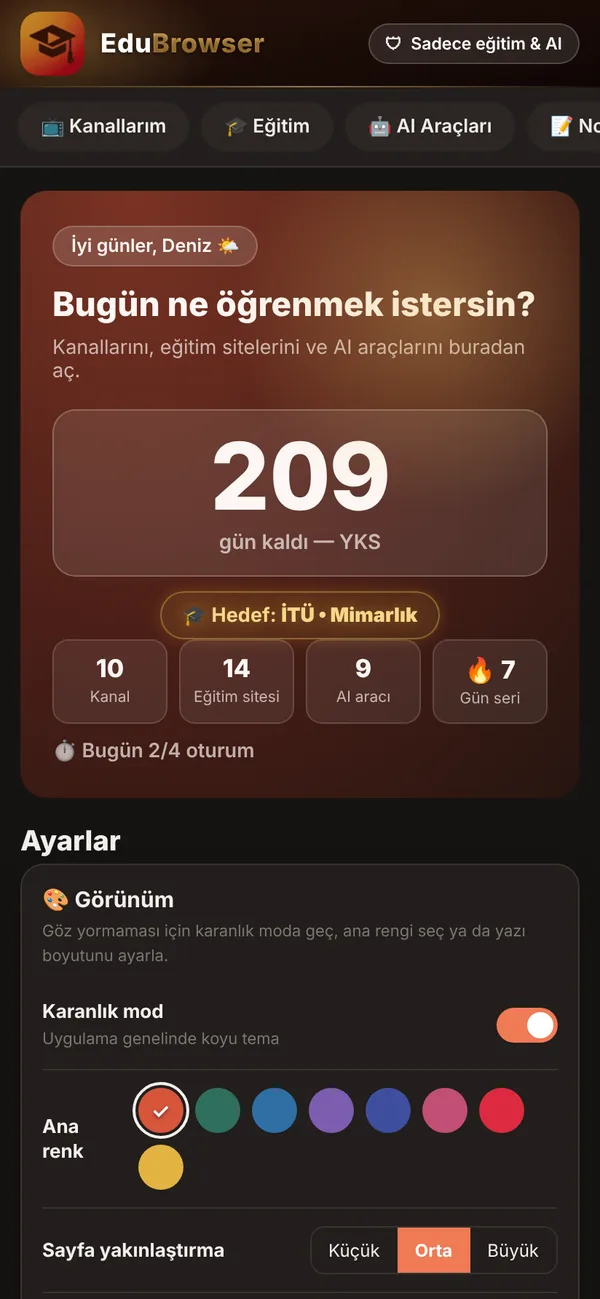 EduBrowser
Sadece eğitim & AI
Kanallarım
Eğitim
AI Araçları
No
İyi günler, Deniz
Bugün ne öğrenmek istersin?
Kanallarını, eğitim sitelerini ve AI araçlarını buradan
aç.
209
gün kaldı — YKS
Hedef: İTÜ • Mimarlık
10
Kanal
14
Eğitim sitesi
9
AI aracı
7
Gün seri
Bugün 2/4 oturum
Ayarlar
Görünüm
Göz yormaması için karanlık moda geç, ana rengi seç ya da yazı
boyutunu ayarla.
Karanlık mod
Uygulama genelinde koyu tema
Ana
renk
Sayfa yakınlaştırma
Küçük
Orta
Büyük